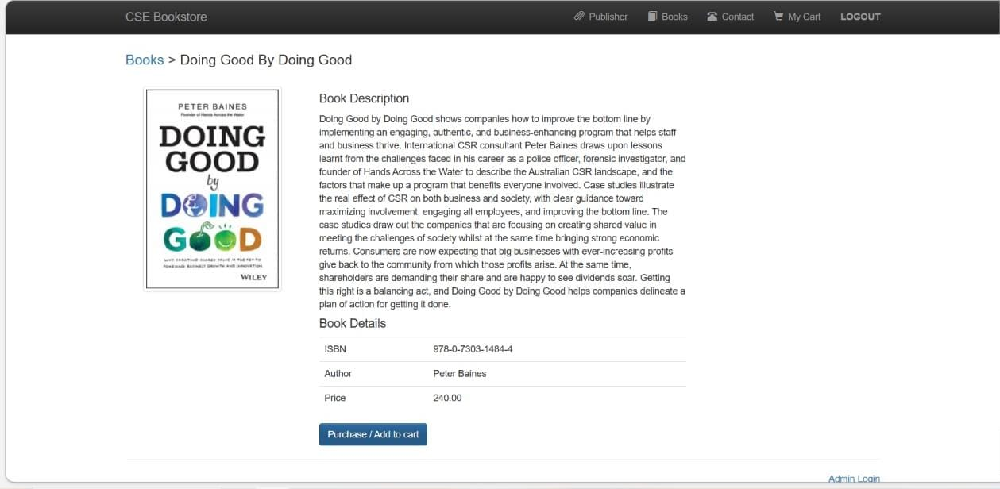 CSE Bookstore
Publisher
Books
Contact
My Cart
LOGOUT
Books > Doing Good By Doing Good
PETER BAINES
Founder of Hands Across the Water
DOING
GOOD
by
DOING
GOOD
WHY CREATING SHARED VALUE IS THE KEY TO
POWERING BUSINESS GROWTH AND INNOVATION
WILEY
Book Description
Doing Good by Doing Good shows companies how to improve the bottom line by
implementing an engaging, authentic, and business-enhancing program that helps staff
and business thrive. International CSR consultant Peter Baines draws upon lessons
learnt from the challenges faced in his career as a police officer, forensic investigator, and
founder of Hands Across the Water to describe the Australian CSR landscape, and the
factors that make up a program that benefits everyone involved. Case studies illustrate
the real effect of CSR on both business and society, with clear guidance toward
maximizing involvement, engaging all employees, and improving the bottom line. The
case studies draw out the companies that are focusing on creating shared value in
meeting the challenges of society whilst at the same time bringing strong economic
returns. Consumers are now expecting that big businesses with ever-increasing profits
give back to the community from which those profits arise. At the same time,
shareholders are demanding their share and are happy to see dividends soar. Getting
this right is a balancing act, and Doing Good by Doing Good helps companies delineate a
plan of action for getting it done.
Book Details
ISBN 978-0-7303-1484-4
Author Peter Baines
Price 240.00
Purchase / Add to cart
Admin Login